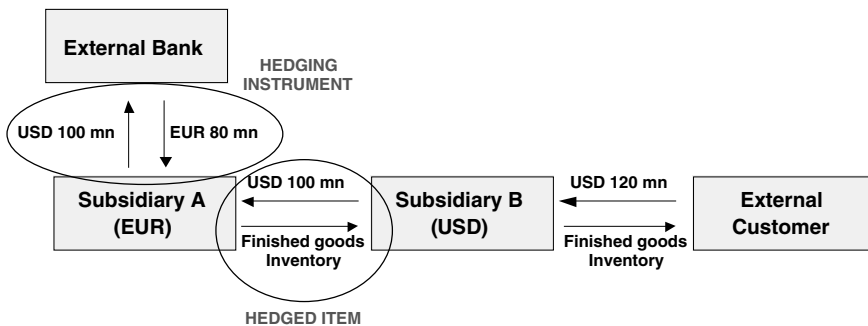 External Bank
HEDGING
INSTRUMENT
USD 100 mn
EUR 80 mn
Subsidiary A
(EUR)
USD 100 mn
Finished goods
Inventory
Subsidiary B
(USD)
USD 120 mn
Finished goods
Inventory
External
Customer
HEDGED ITEM